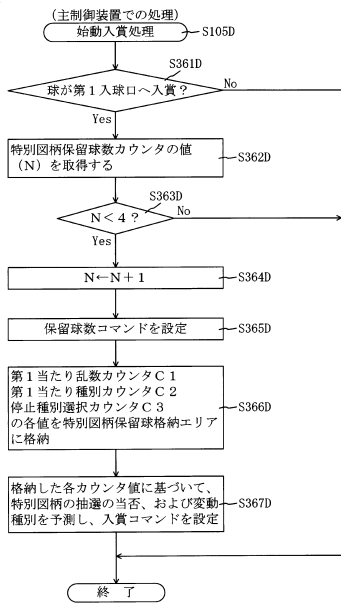 (主制御装置での処理)
始動入賞処理
S105D
球が第1入球口へ入賞?
S361D
No
Yes
特別図柄保留球数カウンタの値
(N)を取得する
S362D
N<4?
S363D
No
Yes
N←N+1
S364D
保留球数コマンドを設定
S365D
第1当たり乱数カウンタC1
第1当たり種別カウンタC2
停止種別選択カウンタC3
の各値を特別図柄保留球格納エリア
に格納
S366D
格納した各カウンタ値に基づいて、
特別図柄の抽選の当否、および変動
種別を予測し、入賞コマンドを設定
S367D
終了